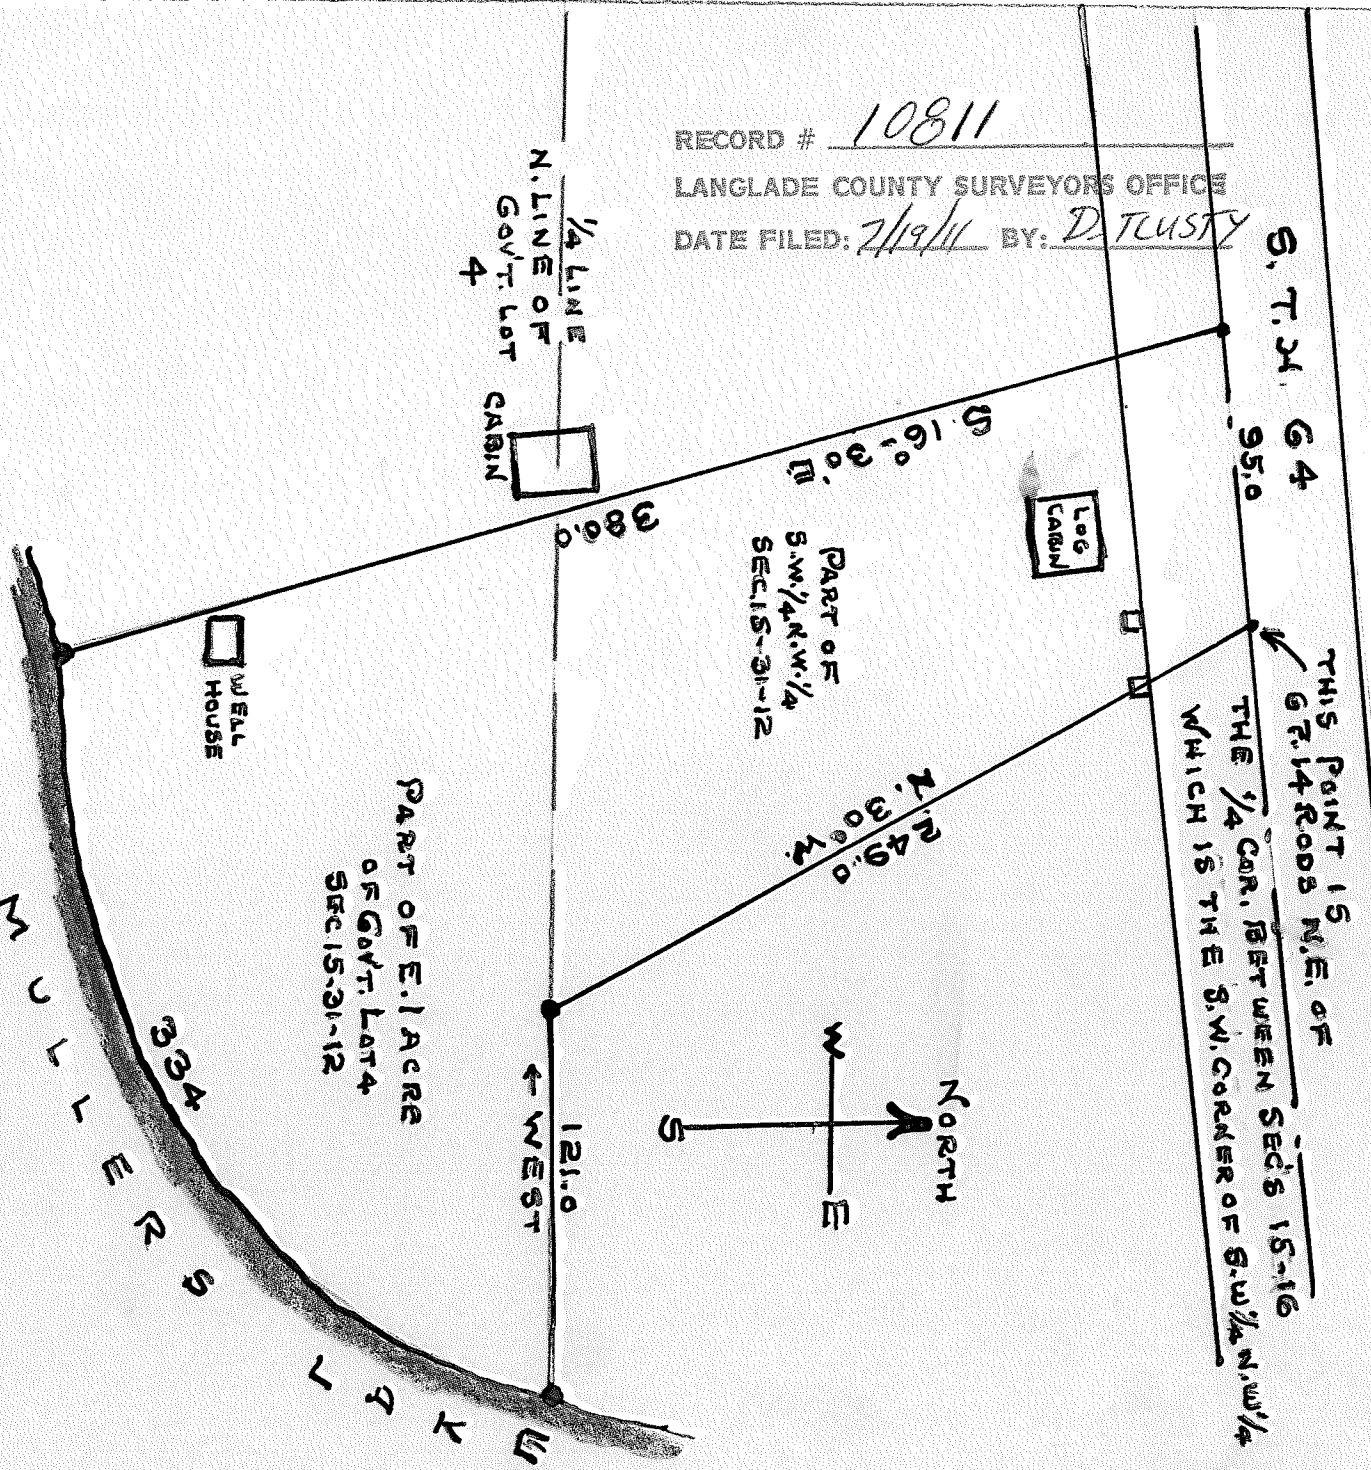 RECORD # 10811
LANGLADE COUNTY SURVEYORS OFFICE
DATE FILED: 7/19/11 BY: D. TLUSTY
S. T. H. 64
95.0
THIS POINT IS
67.14 RODS N.E. OF
THE 1/4 COR. BETWEEN SEC'S 15-16
WHICH IS THE S.W. CORNER OF S.W.1/4 N.W.1/4
LOG
CABIN
S. 16°-30' E.
380.0
PART OF
S.W.1/4 N.W.1/4
SEC.15-31-12
N. 30° W.
249.0
NORTH
W
E
S
1/4 LINE
N. LINE OF
GOV'T. LOT
4
CABIN
121.0
← WEST
WELL
HOUSE
PART OF E. 1 ACRE
OF GOV'T. LOT 4
SEC 15-31-12
334
MULLERS LAKE